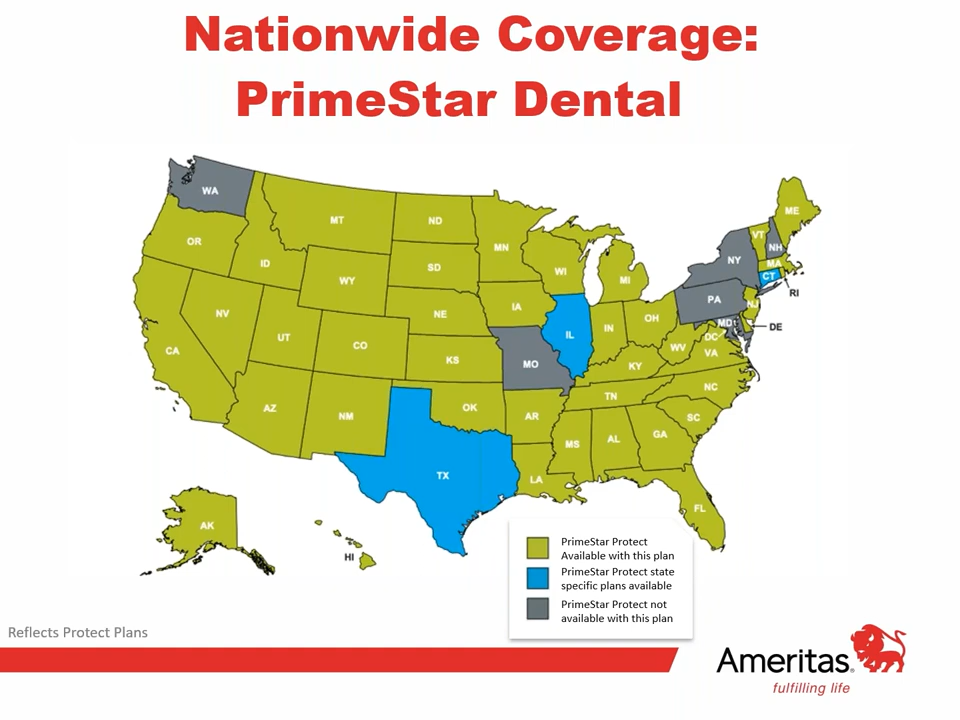 Nationwide Coverage:
PrimeStar Dental
WA
MT
ND
OR
ID
MN
WY
SD
WI
MI
ME
VT
NH
NY
MA
CT
RI
NV
UT
CO
NE
IA
IL
IN
OH
PA
NJ
MD
DE
DC
CA
KS
MO
KY
WV
VA
AZ
NM
OK
AR
TN
NC
SC
TX
LA
MS
AL
GA
FL
AK
HI
PrimeStar Protect
Available with this plan
PrimeStar Protect state
specific plans available
PrimeStar Protect not
available with this plan
Reflects Protect Plans
Ameritas®
fulfilling life